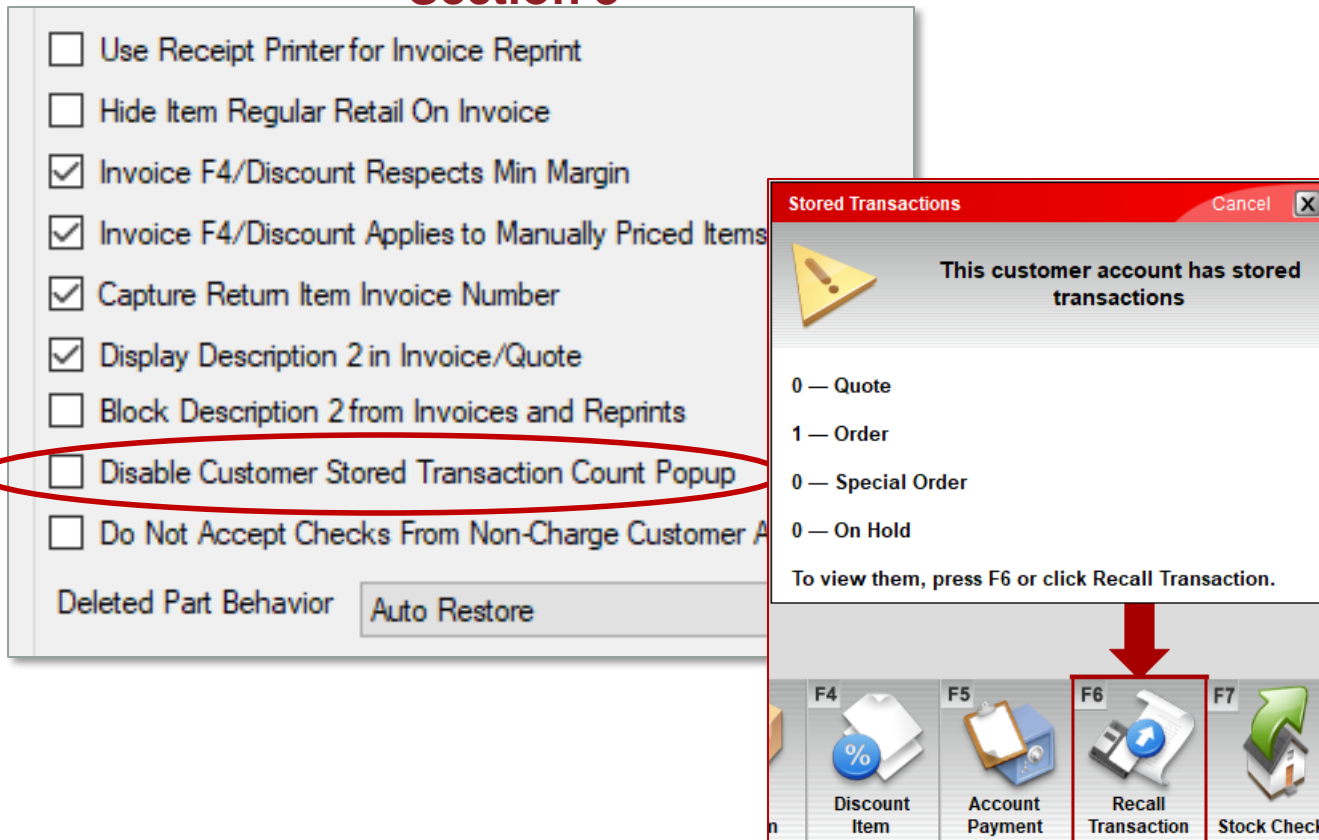 Use Receipt Printer for Invoice Reprint
Hide Item Regular Retail On Invoice
Invoice F4/Discount Respects Min Margin
Invoice F4/Discount Applies to Manually Priced Items
Capture Return Item Invoice Number
Display Description 2 in Invoice/Quote
Block Description 2 from Invoices and Reprints
Disable Customer Stored Transaction Count Popup
Do Not Accept Checks From Non-Charge Customer A
Deleted Part Behavior Auto Restore
Stored Transactions Cancel X
This customer account has stored
transactions
0 — Quote
1 — Order
0 — Special Order
0 — On Hold
To view them, press F6 or click Recall Transaction.
F4 F5 F6 F7
% Discount Account Recall
Item Payment Transaction Stock Check